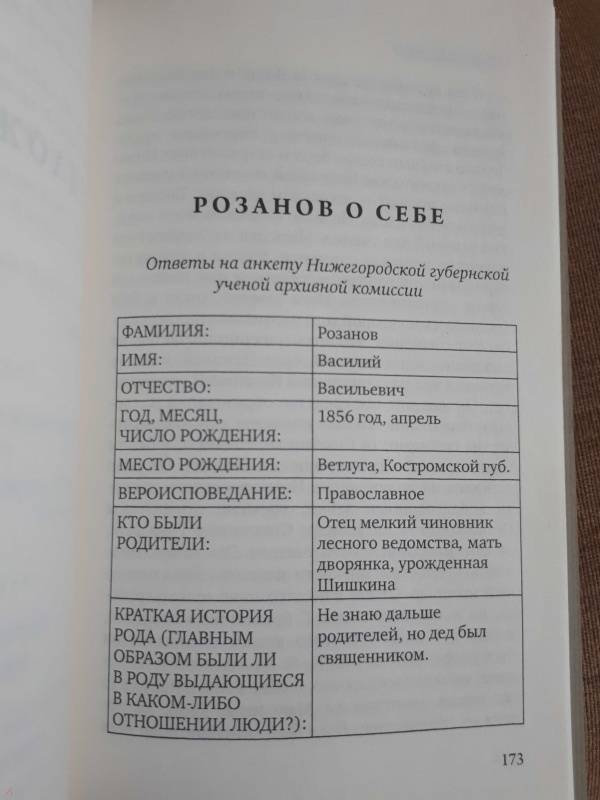 РОЗАНОВ О СЕБЕ
Ответы на анкету Нижегородской губернской
ученой архивной комиссии
ФАМИЛИЯ: Розанов
ИМЯ: Василий
ОТЧЕСТВО: Васильевич
ГОД, МЕСЯЦ, 1856 год, апрель
ЧИСЛО РОЖДЕНИЯ:
МЕСТО РОЖДЕНИЯ: Ветлуга, Костромской губ.
ВЕРОИСПОВЕДАНИЕ: Православное
КТО БЫЛИ Отец мелкий чиновник
РОДИТЕЛИ: лесного ведомства, мать
дворянка, урожденная
Шишкина
КРАТКАЯ ИСТОРИЯ Не знаю дальше
РОДА (ГЛАВНЫМ родителей, но дед был
ОБРАЗОМ БЫЛИ ЛИ священником.
В РОДУ ВЫДАЮЩИЕСЯ
В КАКОМ-ЛИБО
ОТНОШЕНИИ ЛЮДИ?):
173